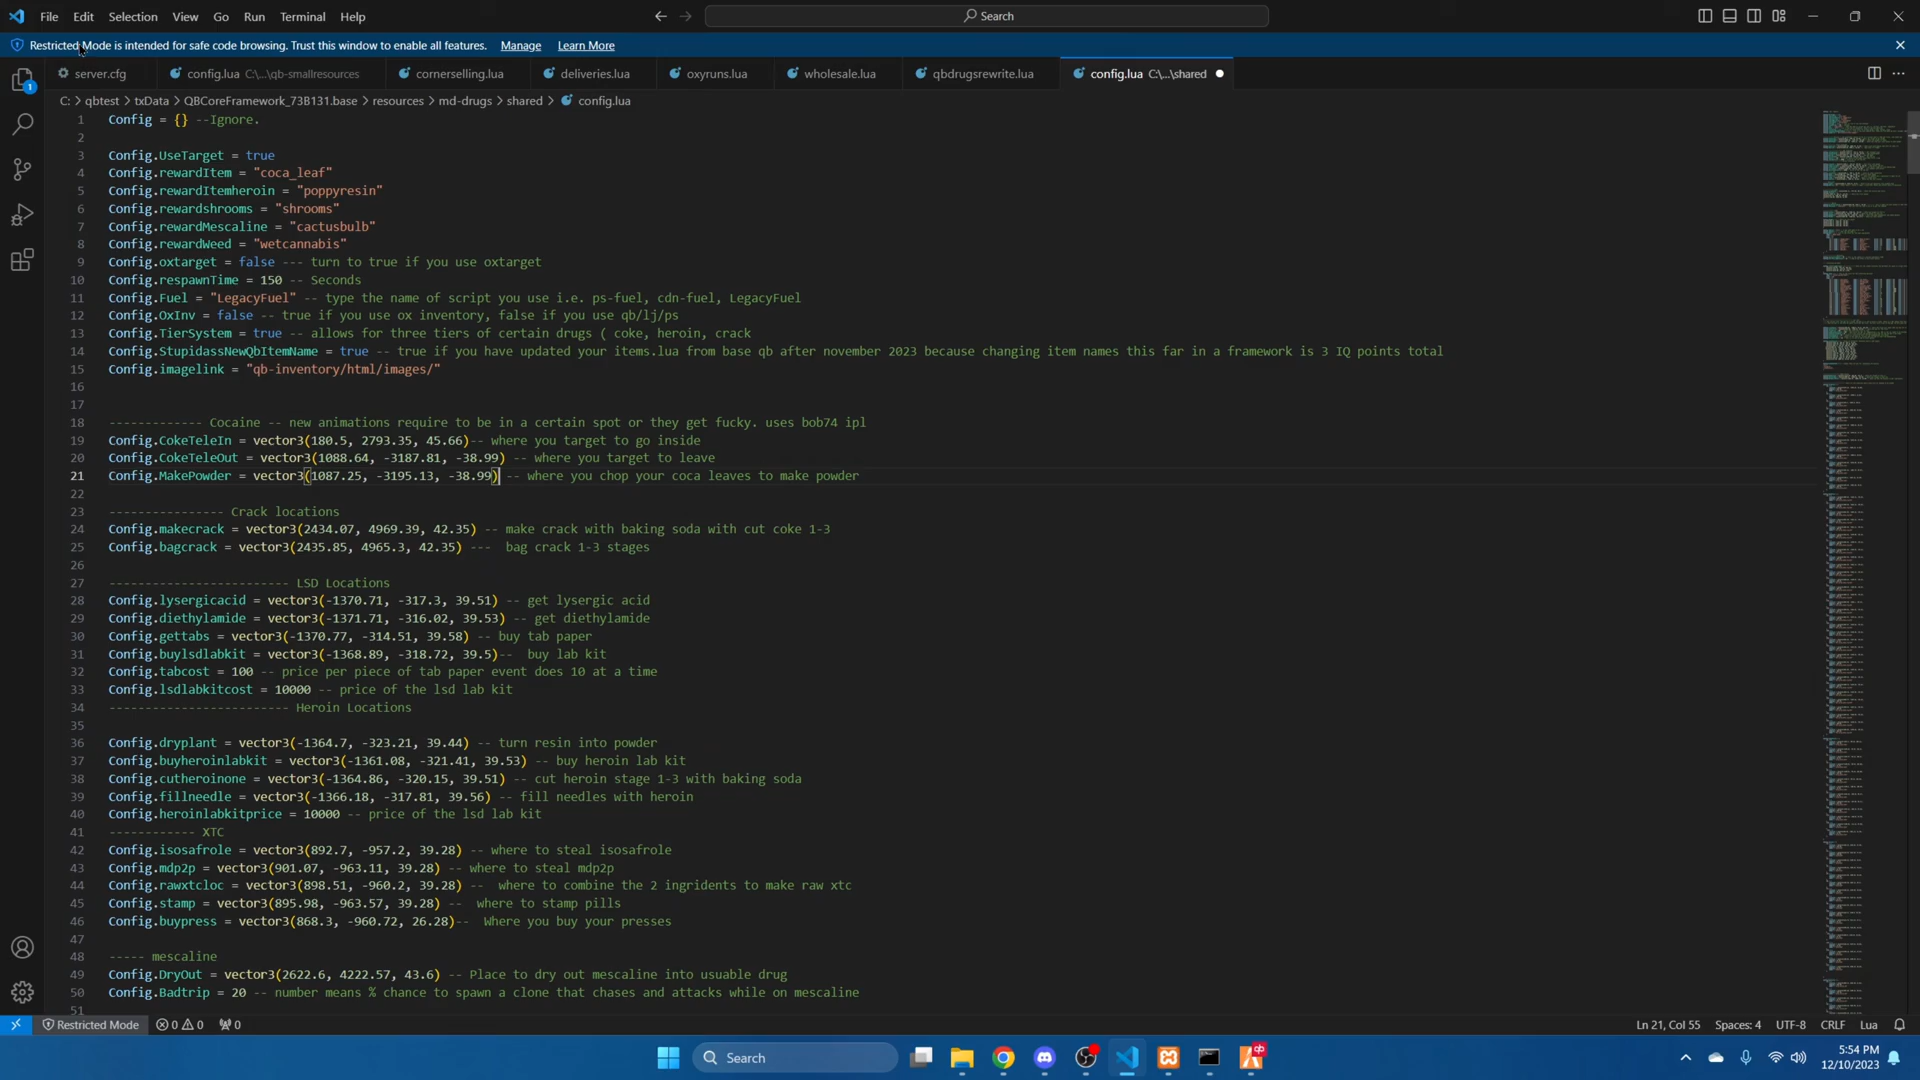 File Edit Selection View Go Run Terminal Help
Search
Restricted Mode is intended for safe code browsing. Trust this window to enable all features. Manage Learn More
server.cfg config.lua C:\...\qb-smallresources cornerselling.lua deliveries.lua oxyruns.lua wholesale.lua qbdrugsrewrite.lua config.lua C:\...\shared
C: > qbtest > txData > QBCoreFramework_73B131.base > resources > md-drugs > shared > config.lua
1 Config = {} --Ignore.
2
3 Config.UseTarget = true
4 Config.rewardItem = "coca_leaf"
5 Config.rewardItemheroin = "poppyresin"
6 Config.rewardshrooms = "shrooms"
7 Config.rewardMescaline = "cactusbulb"
8 Config.rewardWeed = "wetcannabis"
9 Config.oxtarget = false --- turn to true if you use oxtarget
10 Config.respawnTime = 150 -- Seconds
11 Config.Fuel = "LegacyFuel" -- type the name of script you use i.e. ps-fuel, cdn-fuel, LegacyFuel
12 Config.OxInv = false -- true if you use ox inventory, false if you use qb/lj/ps
13 Config.TierSystem = true -- allows for three tiers of certain drugs ( coke, heroin, crack
14 Config.StupidassNewQbItemName = true -- true if you have updated your items.lua from base qb after november 2023 because changing item names this far in a framework is 3 IQ points total
15 Config.imagelink = "qb-inventory/html/images/"
16
17
18 ------------- Cocaine -- new animations require to be in a certain spot or they get fucky. uses bob74 ipl
19 Config.CokeTeleIn = vector3(180.5, 2793.35, 45.66)-- where you target to go inside
20 Config.CokeTeleOut = vector3(1088.64, -3187.81, -38.99) -- where you target to leave
21 Config.MakePowder = vector3(1087.25, -3195.13, -38.99) -- where you chop your coca leaves to make powder
22
23 ---------------- Crack locations
24 Config.makecrack = vector3(2434.07, 4969.39, 42.35) -- make crack with baking soda with cut coke 1-3
25 Config.bagcrack = vector3(2435.85, 4965.3, 42.35) --- bag crack 1-3 stages
26
27 ------------------------- LSD Locations
28 Config.lysergicacid = vector3(-1370.71, -317.3, 39.51) -- get lysergic acid
29 Config.diethylamide = vector3(-1371.71, -316.02, 39.53) -- get diethylamide
30 Config.gettabs = vector3(-1370.77, -314.51, 39.58) -- buy tab paper
31 Config.buylsdlabkit = vector3(-1368.89, -318.72, 39.5)-- buy lab kit
32 Config.tabcost = 100 -- price per piece of tab paper event does 10 at a time
33 Config.lsdlabkitcost = 10000 -- price of the lsd lab kit
34 ------------------------- Heroin Locations
35
36 Config.dryplant = vector3(-1364.7, -323.21, 39.44) -- turn resin into powder
37 Config.buyheroinlabkit = vector3(-1361.08, -321.41, 39.53) -- buy heroin lab kit
38 Config.cutheroinone = vector3(-1364.86, -320.15, 39.51) -- cut heroin stage 1-3 with baking soda
39 Config.fillneedle = vector3(-1366.18, -317.81, 39.56) -- fill needles with heroin
40 Config.heroinlabkitprice = 10000 -- price of the lsd lab kit
41 ------------ XTC
42 Config.isosafrole = vector3(892.7, -957.2, 39.28) -- where to steal isosafrole
43 Config.mdp2p = vector3(901.07, -963.11, 39.28) -- where to steal mdp2p
44 Config.rawxtcloc = vector3(898.51, -960.2, 39.28) -- where to combine the 2 ingridents to make raw xtc
45 Config.stamp = vector3(895.98, -963.57, 39.28) -- where to stamp pills
46 Config.buypress = vector3(868.3, -960.72, 26.28)-- Where you buy your presses
47
48 ----- mescaline
49 Config.DryOut = vector3(2622.6, 4222.57, 43.6) -- Place to dry out mescaline into usuable drug
50 Config.Badtrip = 20 -- number means % chance to spawn a clone that chases and attacks while on mescaline
51
Restricted Mode 0 0 0 Ln 21, Col 55 Spaces: 4 UTF-8 CRLF Lua
Search
5:54 PM
12/10/2023